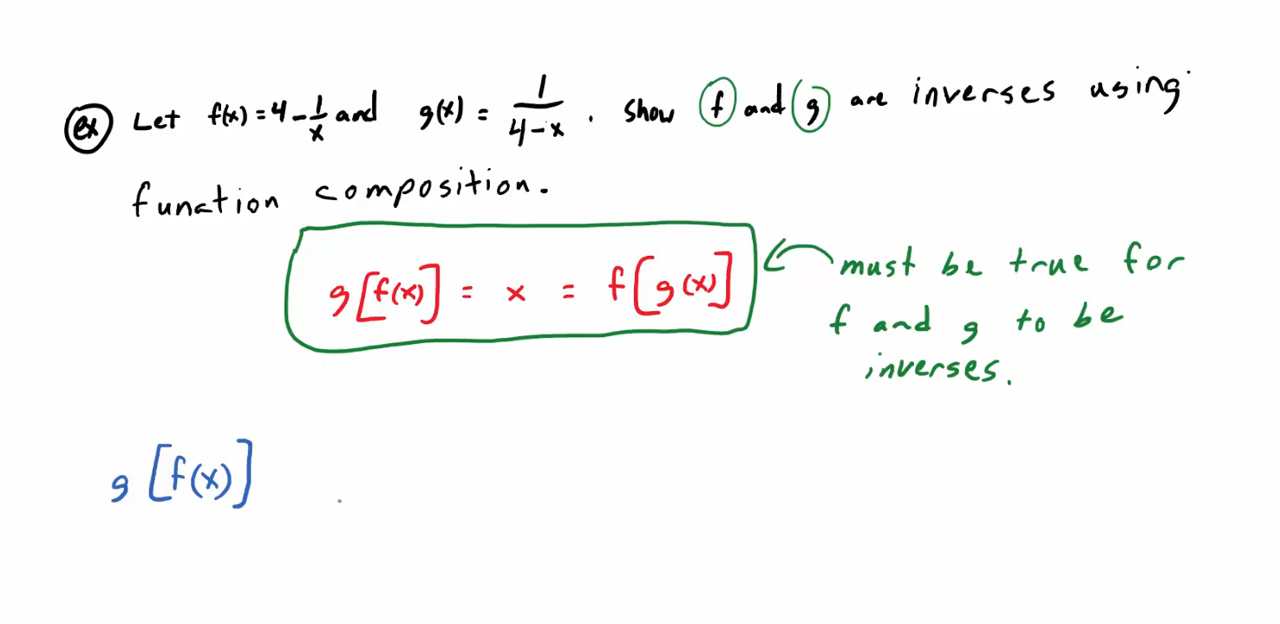 ex Let f(x) = 4 - 1/x and g(x) = 1/(4-x) . Show f and g are inverses using
function composition.
g[f(x)] = x = f[g(x)]
must be true for
f and g to be
inverses.
g[f(x)]